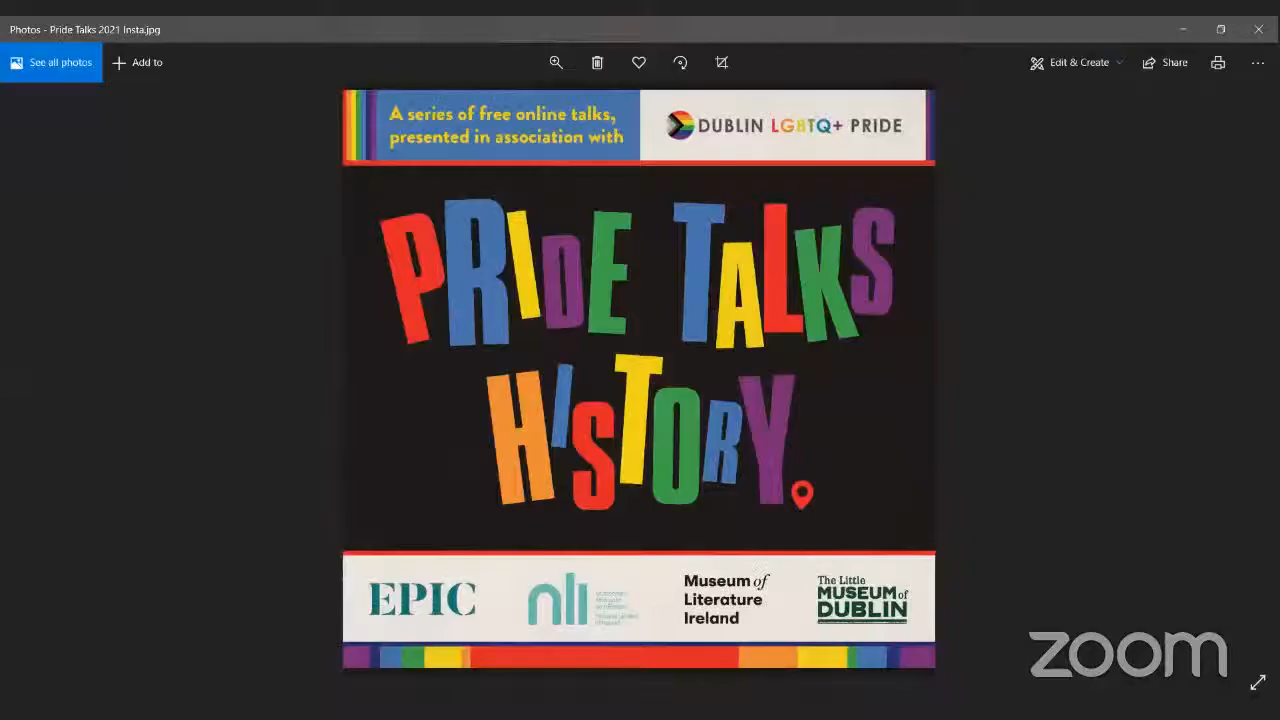 Photos - Pride Talks 2021 Insta.jpg
See all photos
Add to
Edit & Create
Share
A series of free online talks,
presented in association with
DUBLIN LGBTQ+ PRIDE
PRIDE TALKS
HISTORY.
EPIC
nli
Museum of
Literature
Ireland
The Little
MUSEUM of
DUBLIN
zoom